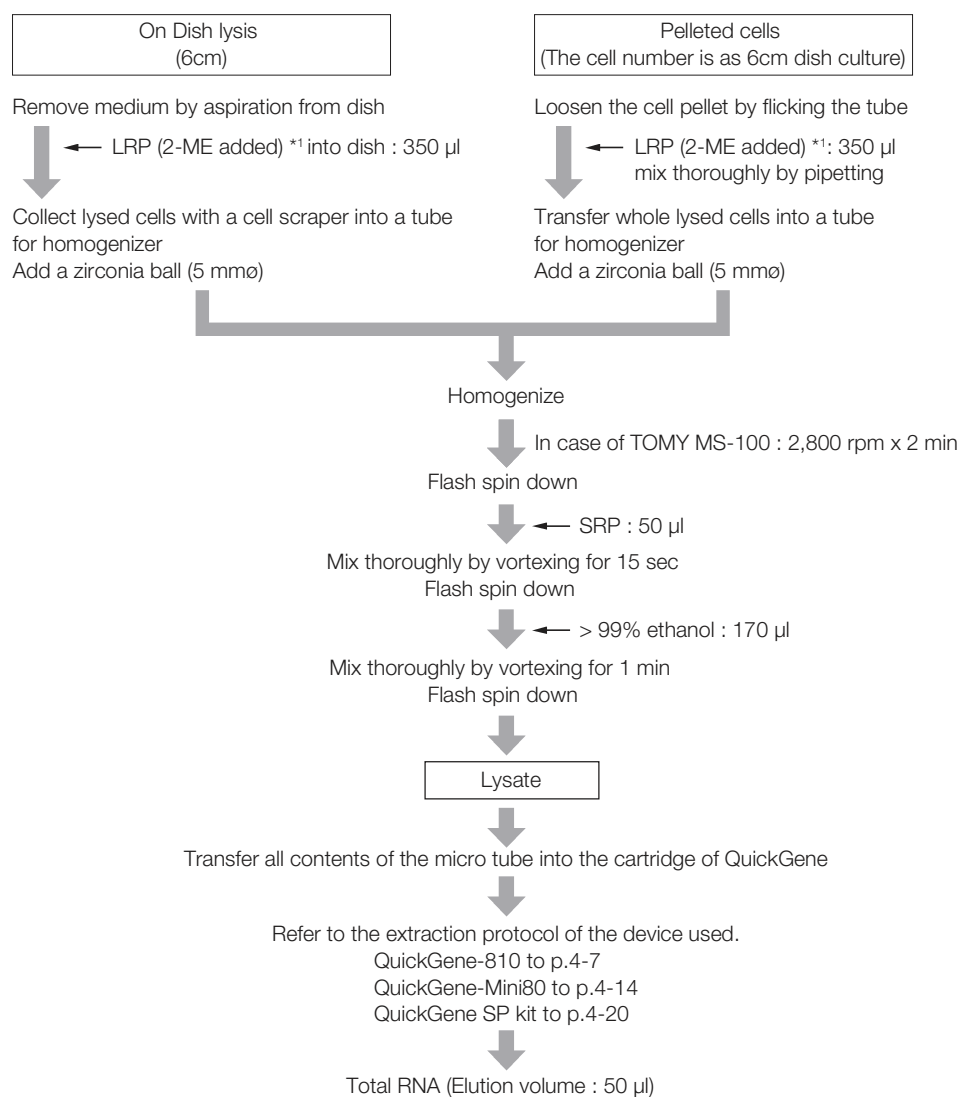 On Dish lysis
(6cm)
Remove medium by aspiration from dish
LRP (2-ME added) *1 into dish : 350 µl
Collect lysed cells with a cell scraper into a tube
for homogenizer
Add a zirconia ball (5 mmø)
Pelleted cells
(The cell number is as 6cm dish culture)
Loosen the cell pellet by flicking the tube
LRP (2-ME added) *1: 350 µl
mix thoroughly by pipetting
Transfer whole lysed cells into a tube
for homogenizer
Add a zirconia ball (5 mmø)
Homogenize
In case of TOMY MS-100 : 2,800 rpm x 2 min
Flash spin down
SRP : 50 µl
Mix thoroughly by vortexing for 15 sec
Flash spin down
> 99% ethanol : 170 µl
Mix thoroughly by vortexing for 1 min
Flash spin down
Lysate
Transfer all contents of the micro tube into the cartridge of QuickGene
Refer to the extraction protocol of the device used.
QuickGene-810 to p.4-7
QuickGene-Mini80 to p.4-14
QuickGene SP kit to p.4-20
Total RNA (Elution volume : 50 µl)